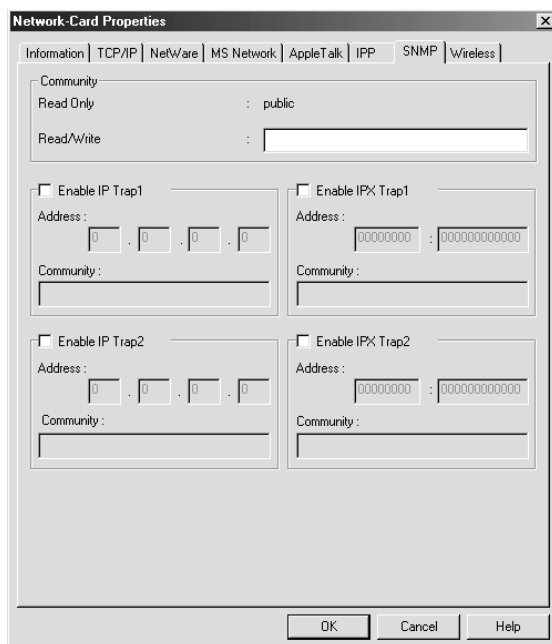 Network-Card Properties
Information TCP/IP NetWare MS Network AppleTalk IPP SNMP Wireless
Community
Read Only : public
Read/Write :
Enable IP Trap1
Address :
0 . 0 . 0 . 0
Community :
Enable IPX Trap1
Address :
00000000 : 000000000000
Community :
Enable IP Trap2
Address :
0 . 0 . 0 . 0
Community :
Enable IPX Trap2
Address :
00000000 : 000000000000
Community :
OK Cancel Help